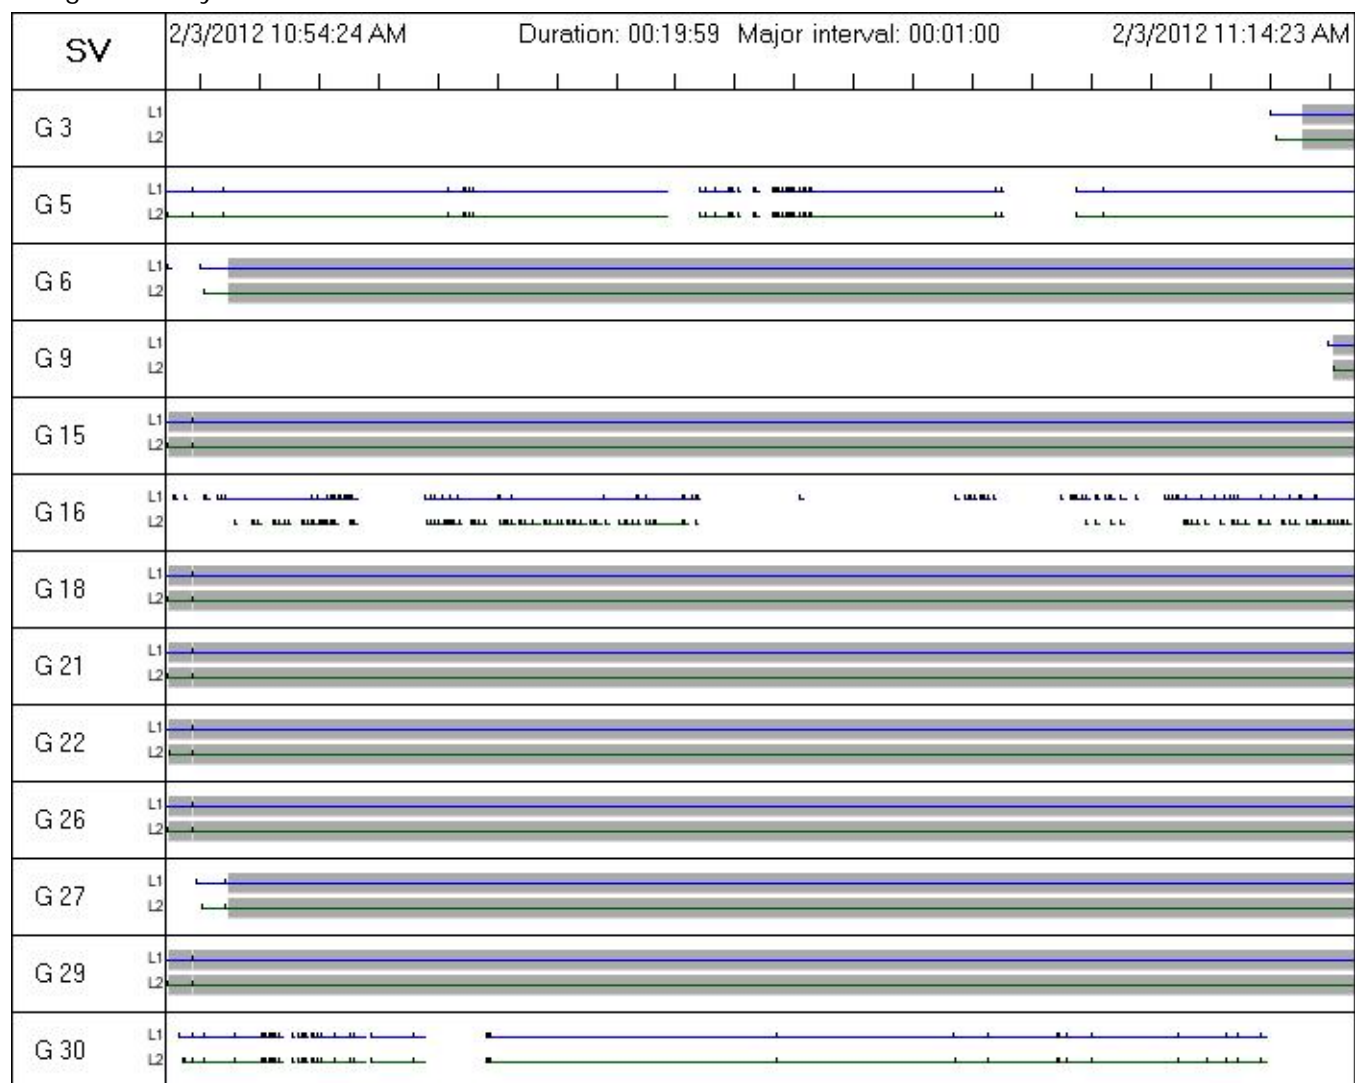 SV 2/3/2012 10:54:24 AM Duration: 00:19:59 Major interval: 00:01:00 2/3/2012 11:14:23 AM
G 3 L1
L2
G 5 L1
L2
G 6 L1
L2
G 9 L1
L2
G 15 L1
L2
G 16 L1
L2
G 18 L1
L2
G 21 L1
L2
G 22 L1
L2
G 26 L1
L2
G 27 L1
L2
G 29 L1
L2
G 30 L1
L2